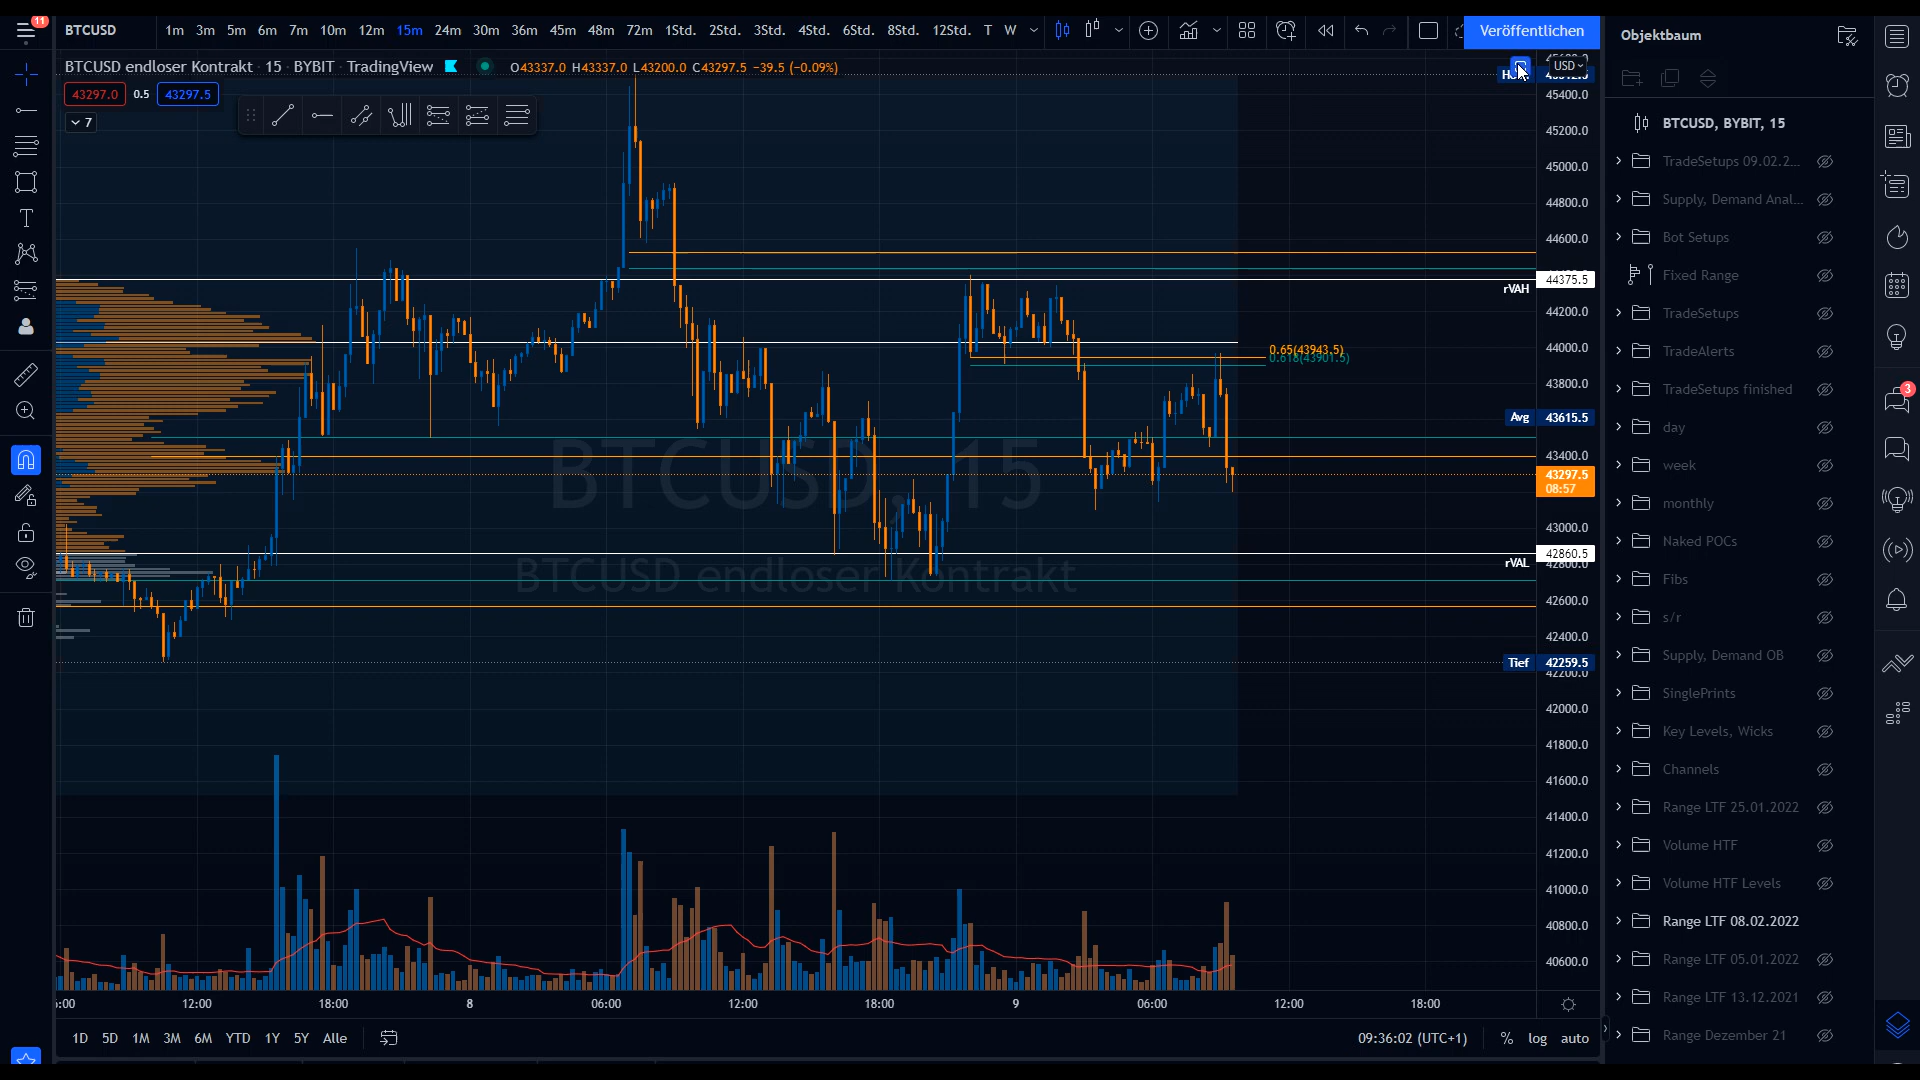 11
BTCUSD
1m 3m 5m 6m 7m 10m 12m 15m 24m 30m 36m 45m 48m 72m 1Std. 2Std. 3Std. 4Std. 6Std. 8Std. 12Std. T W
Veröffentlichen
BTCUSD endloser Kontrakt · 15 · BYBIT · TradingView
O43337.0 H43337.0 L43200.0 C43297.5 −39.5 (−0.09%)
USD
43297.0 0.5 43297.5
7
45400.0
45200.0
45000.0
44800.0
44600.0
44375.5
rVAH
44200.0
44000.0
0.65(43943.5)
0.618(43901.5)
43800.0
Avg 43615.5
43400.0
43297.5
08:57
43000.0
42860.5
rVAL
42800.0
42600.0
42400.0
Tief 42259.5
42200.0
42000.0
41800.0
41600.0
41400.0
41200.0
41000.0
40800.0
40600.0
BTCUSD, 15
BTCUSD endloser Kontrakt
12:00 18:00 8 06:00 12:00 18:00 9 06:00 12:00 18:00
1D 5D 1M 3M 6M YTD 1Y 5Y Alle
09:36:02 (UTC+1) % log auto
Objektbaum
BTCUSD, BYBIT, 15
TradeSetups 09.02.2...
Supply, Demand Anal...
Bot Setups
Fixed Range
TradeSetups
TradeAlerts
TradeSetups finished
day
week
monthly
Naked POCs
Fibs
s/r
Supply, Demand OB
SinglePrints
Key Levels, Wicks
Channels
Range LTF 25.01.2022
Volume HTF
Volume HTF Levels
Range LTF 08.02.2022
Range LTF 05.01.2022
Range LTF 13.12.2021
Range Dezember 21
3